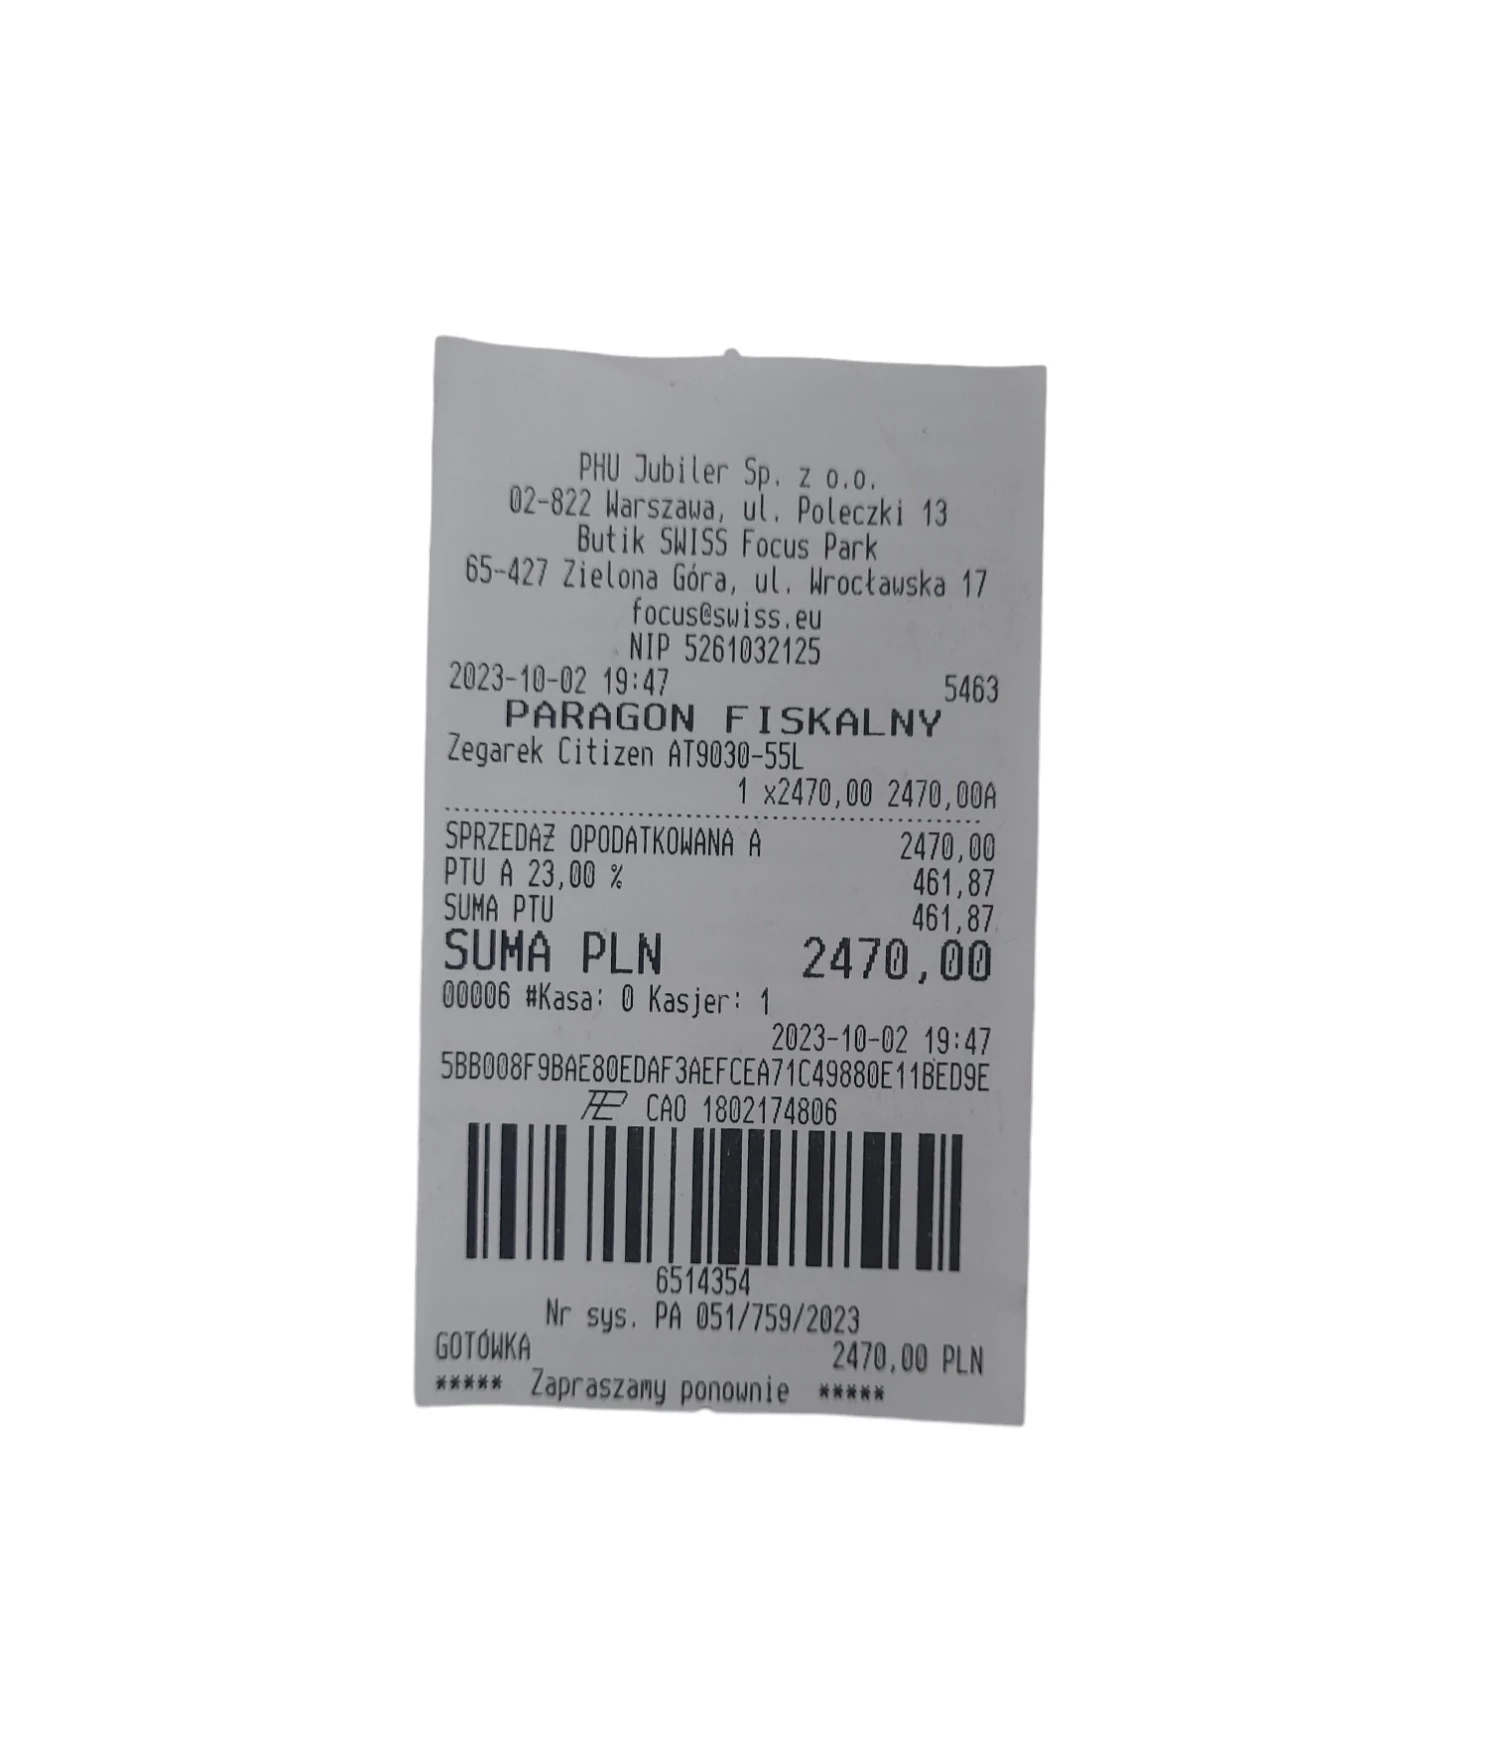 PHU Jubiler Sp. z o.o.
02-822 Warszawa, ul. Poleczki 13
Butik SWISS Focus Park
65-427 Zielona Góra, ul. Wrocławska 17
focus@swiss.eu
NIP 5261032125
2023-10-02 19:47 5463
PARAGON FISKALNY
Zegarek Citizen AT9030-55L
1 x2470,00 2470,00A
SPRZEDAŻ OPODATKOWANA A 2470,00
PTU A 23,00 % 461,87
SUMA PTU 461,87
SUMA PLN 2470,00
00006 #Kasa: 0 Kasjer: 1
2023-10-02 19:47
5BB008F9BAE80EDAF3AEFCEA71C49880E11BED9E
CAO 1802174806
6514354
Nr sys. PA 051/759/2023
GOTÓWKA 2470,00 PLN
***** Zapraszamy ponownie *****